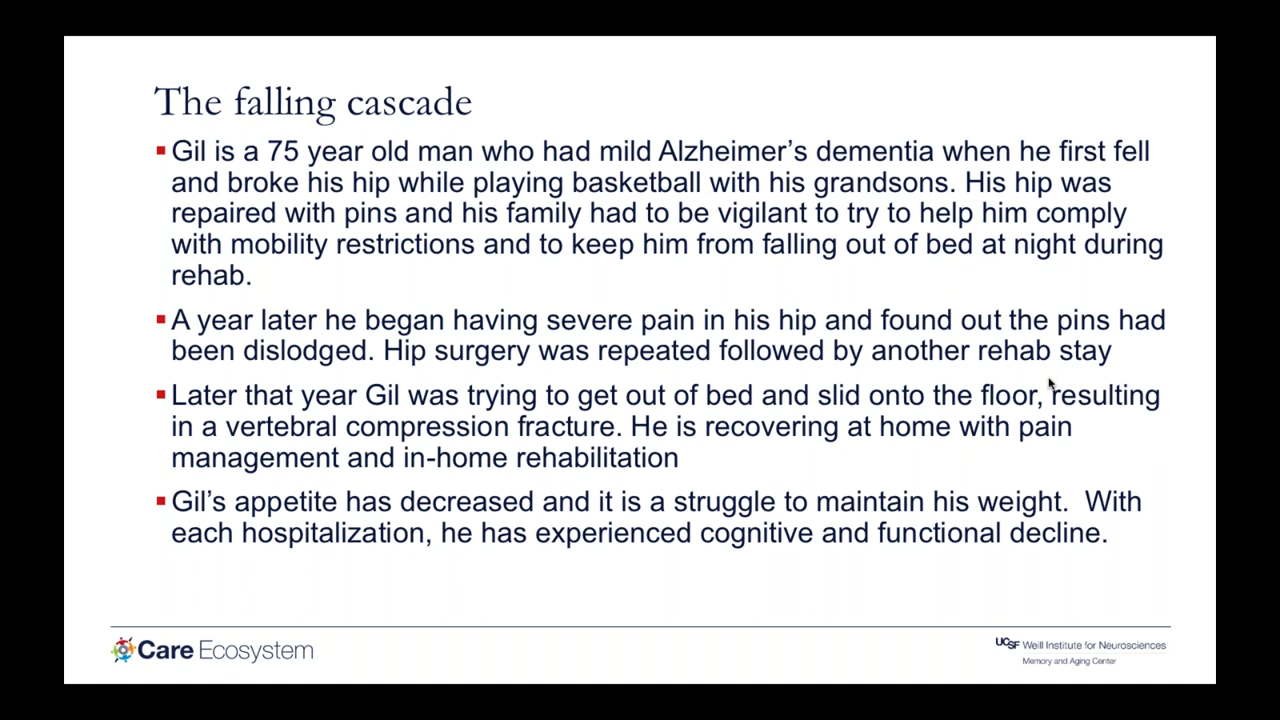 The falling cascade
▪ Gil is a 75 year old man who had mild Alzheimer’s dementia when he first fell
and broke his hip while playing basketball with his grandsons. His hip was
repaired with pins and his family had to be vigilant to try to help him comply
with mobility restrictions and to keep him from falling out of bed at night during
rehab.
▪ A year later he began having severe pain in his hip and found out the pins had
been dislodged. Hip surgery was repeated followed by another rehab stay
▪ Later that year Gil was trying to get out of bed and slid onto the floor, resulting
in a vertebral compression fracture. He is recovering at home with pain
management and in-home rehabilitation
▪ Gil’s appetite has decreased and it is a struggle to maintain his weight.  With
each hospitalization, he has experienced cognitive and functional decline.
Care Ecosystem
UCSF Weill Institute for Neurosciences
Memory and Aging Center